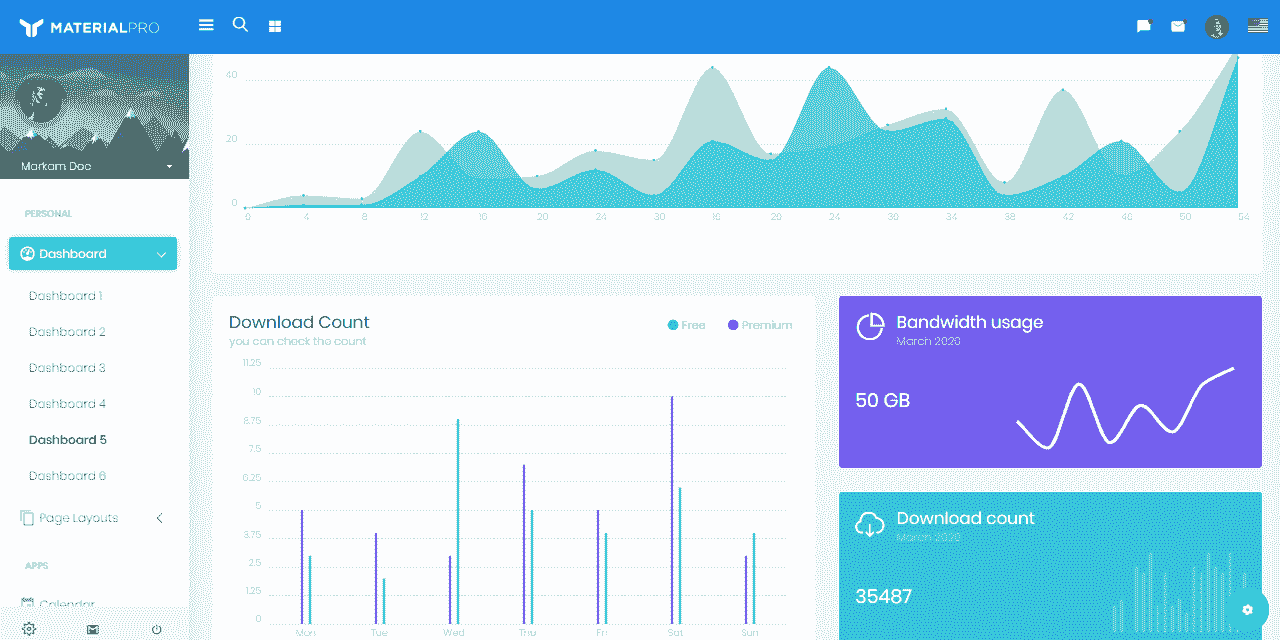 MATERIALPRO
Markarn Doe
PERSONAL
Dashboard
Dashboard 1
Dashboard 2
Dashboard 3
Dashboard 4
Dashboard 5
Dashboard 6
Page Layouts
APPS
Calendar
40
20
0
0 4 8 12 16 20 24 30 16 20 24 30 34 38 42 46 50 54
Download Count
you can check the count
Free Premium
11.25
10
8.75
7.5
6.25
5
3.75
2.5
1.25
0
Mon Tue Wed Thu Fri Sat Sun
Bandwidth usage
March 2020
50 GB
Download count
March 2020
35487